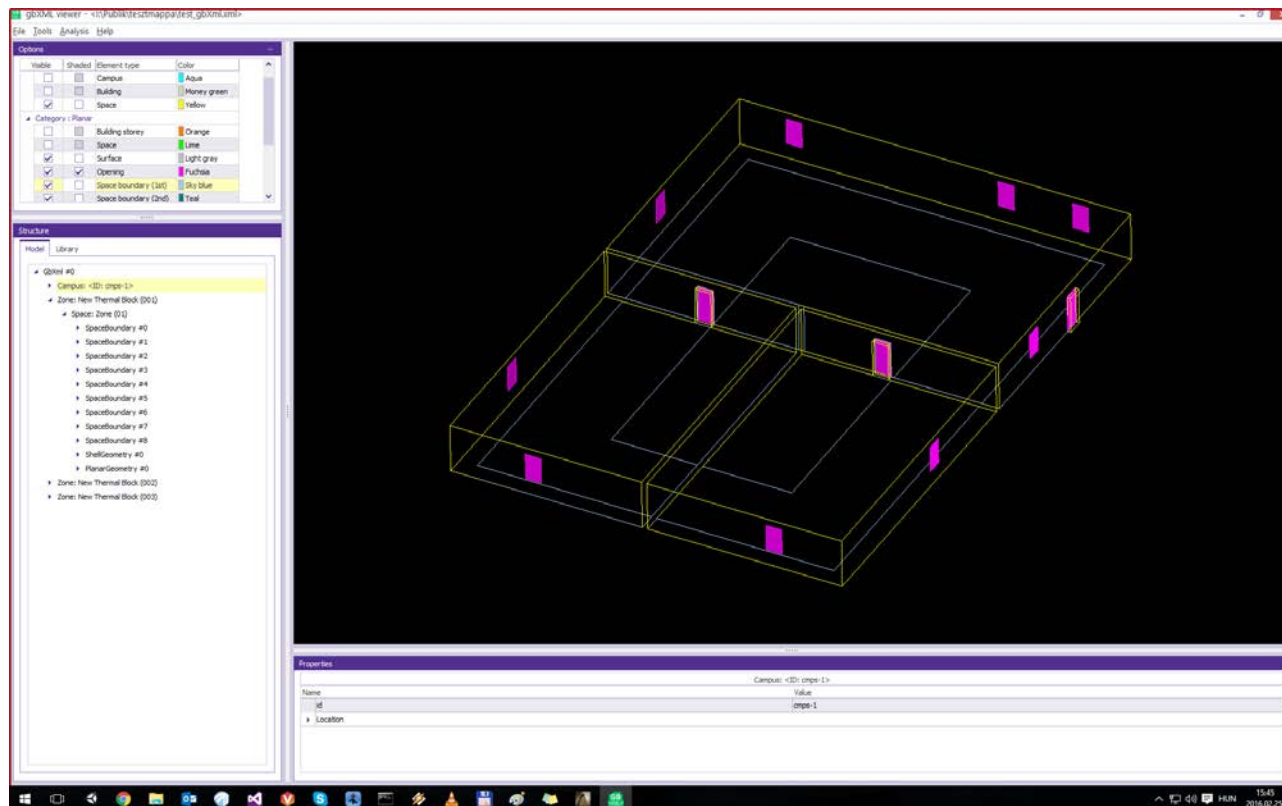 gbXML viewer - <I:\Publik\tesztmappa\test_gbXml.xml>
File Tools Analysis Help
Options
Visible Shaded Element type Color
Campus Aqua
Building Money green
Space Yellow
Category : Planar
Building storey Orange
Space Lime
Surface Light gray
Opening Fuchsia
Space boundary (1st) Sky blue
Space boundary (2nd) Teal
Structure
Model Library
GbXml #0
Campus: <ID: cmps-1>
Zone: New Thermal Block (001)
Space: Zone (01)
SpaceBoundary #0
SpaceBoundary #1
SpaceBoundary #2
SpaceBoundary #3
SpaceBoundary #4
SpaceBoundary #5
SpaceBoundary #6
SpaceBoundary #7
SpaceBoundary #8
ShellGeometry #0
PlanarGeometry #0
Zone: New Thermal Block (002)
Zone: New Thermal Block (003)
Properties
Campus: <ID: cmps-1>
Name Value
id cmps-1
Location
HUN
15:45